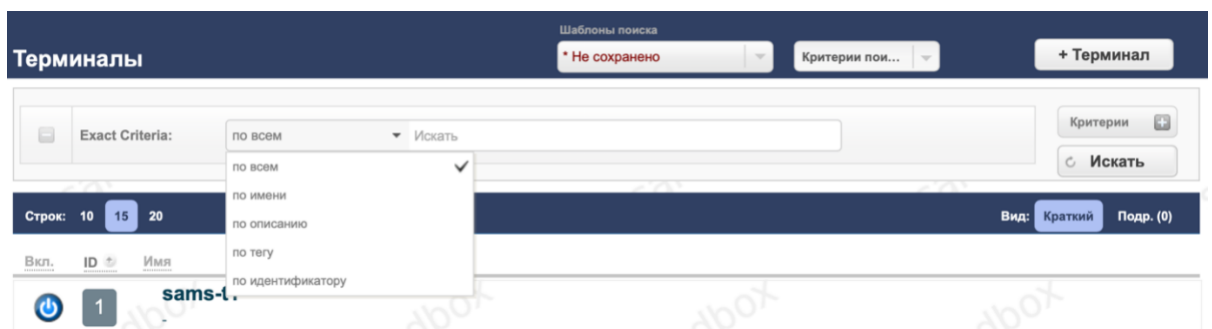 Шаблоны поиска
Терминалы
* Не сохранено
Критерии пои...
+ Терминал
Exact Criteria:
по всем
Искать
Критерии
Искать
по всем
по имени
по описанию
по тегу
по идентификатору
Строк: 10 15 20
Вид: Краткий Подр. (0)
Вкл. ID Имя
1
-